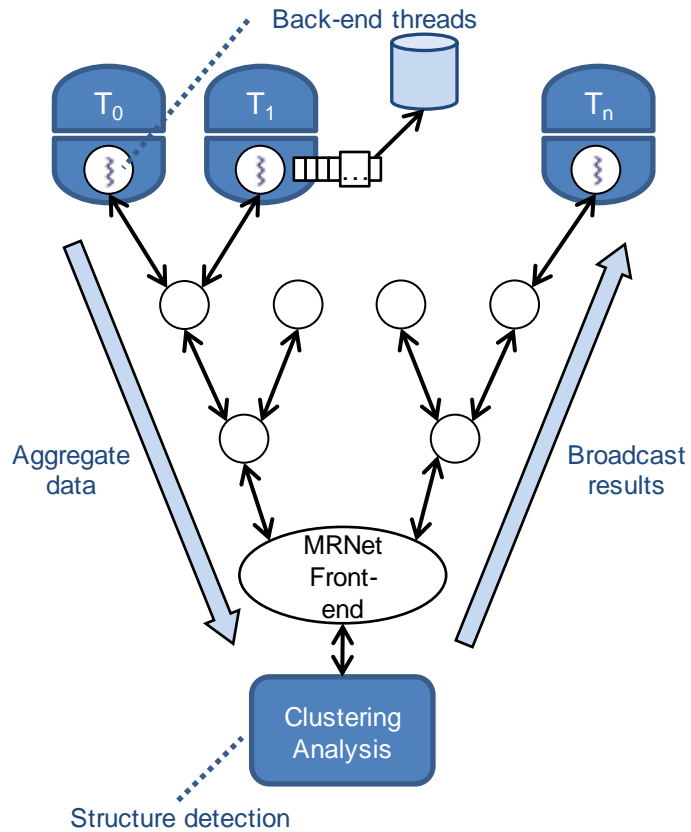 Back-end threads
T0
T1
Tn
...
Aggregate
data
Broadcast
results
MRNet
Front-
end
Clustering
Analysis
Structure detection